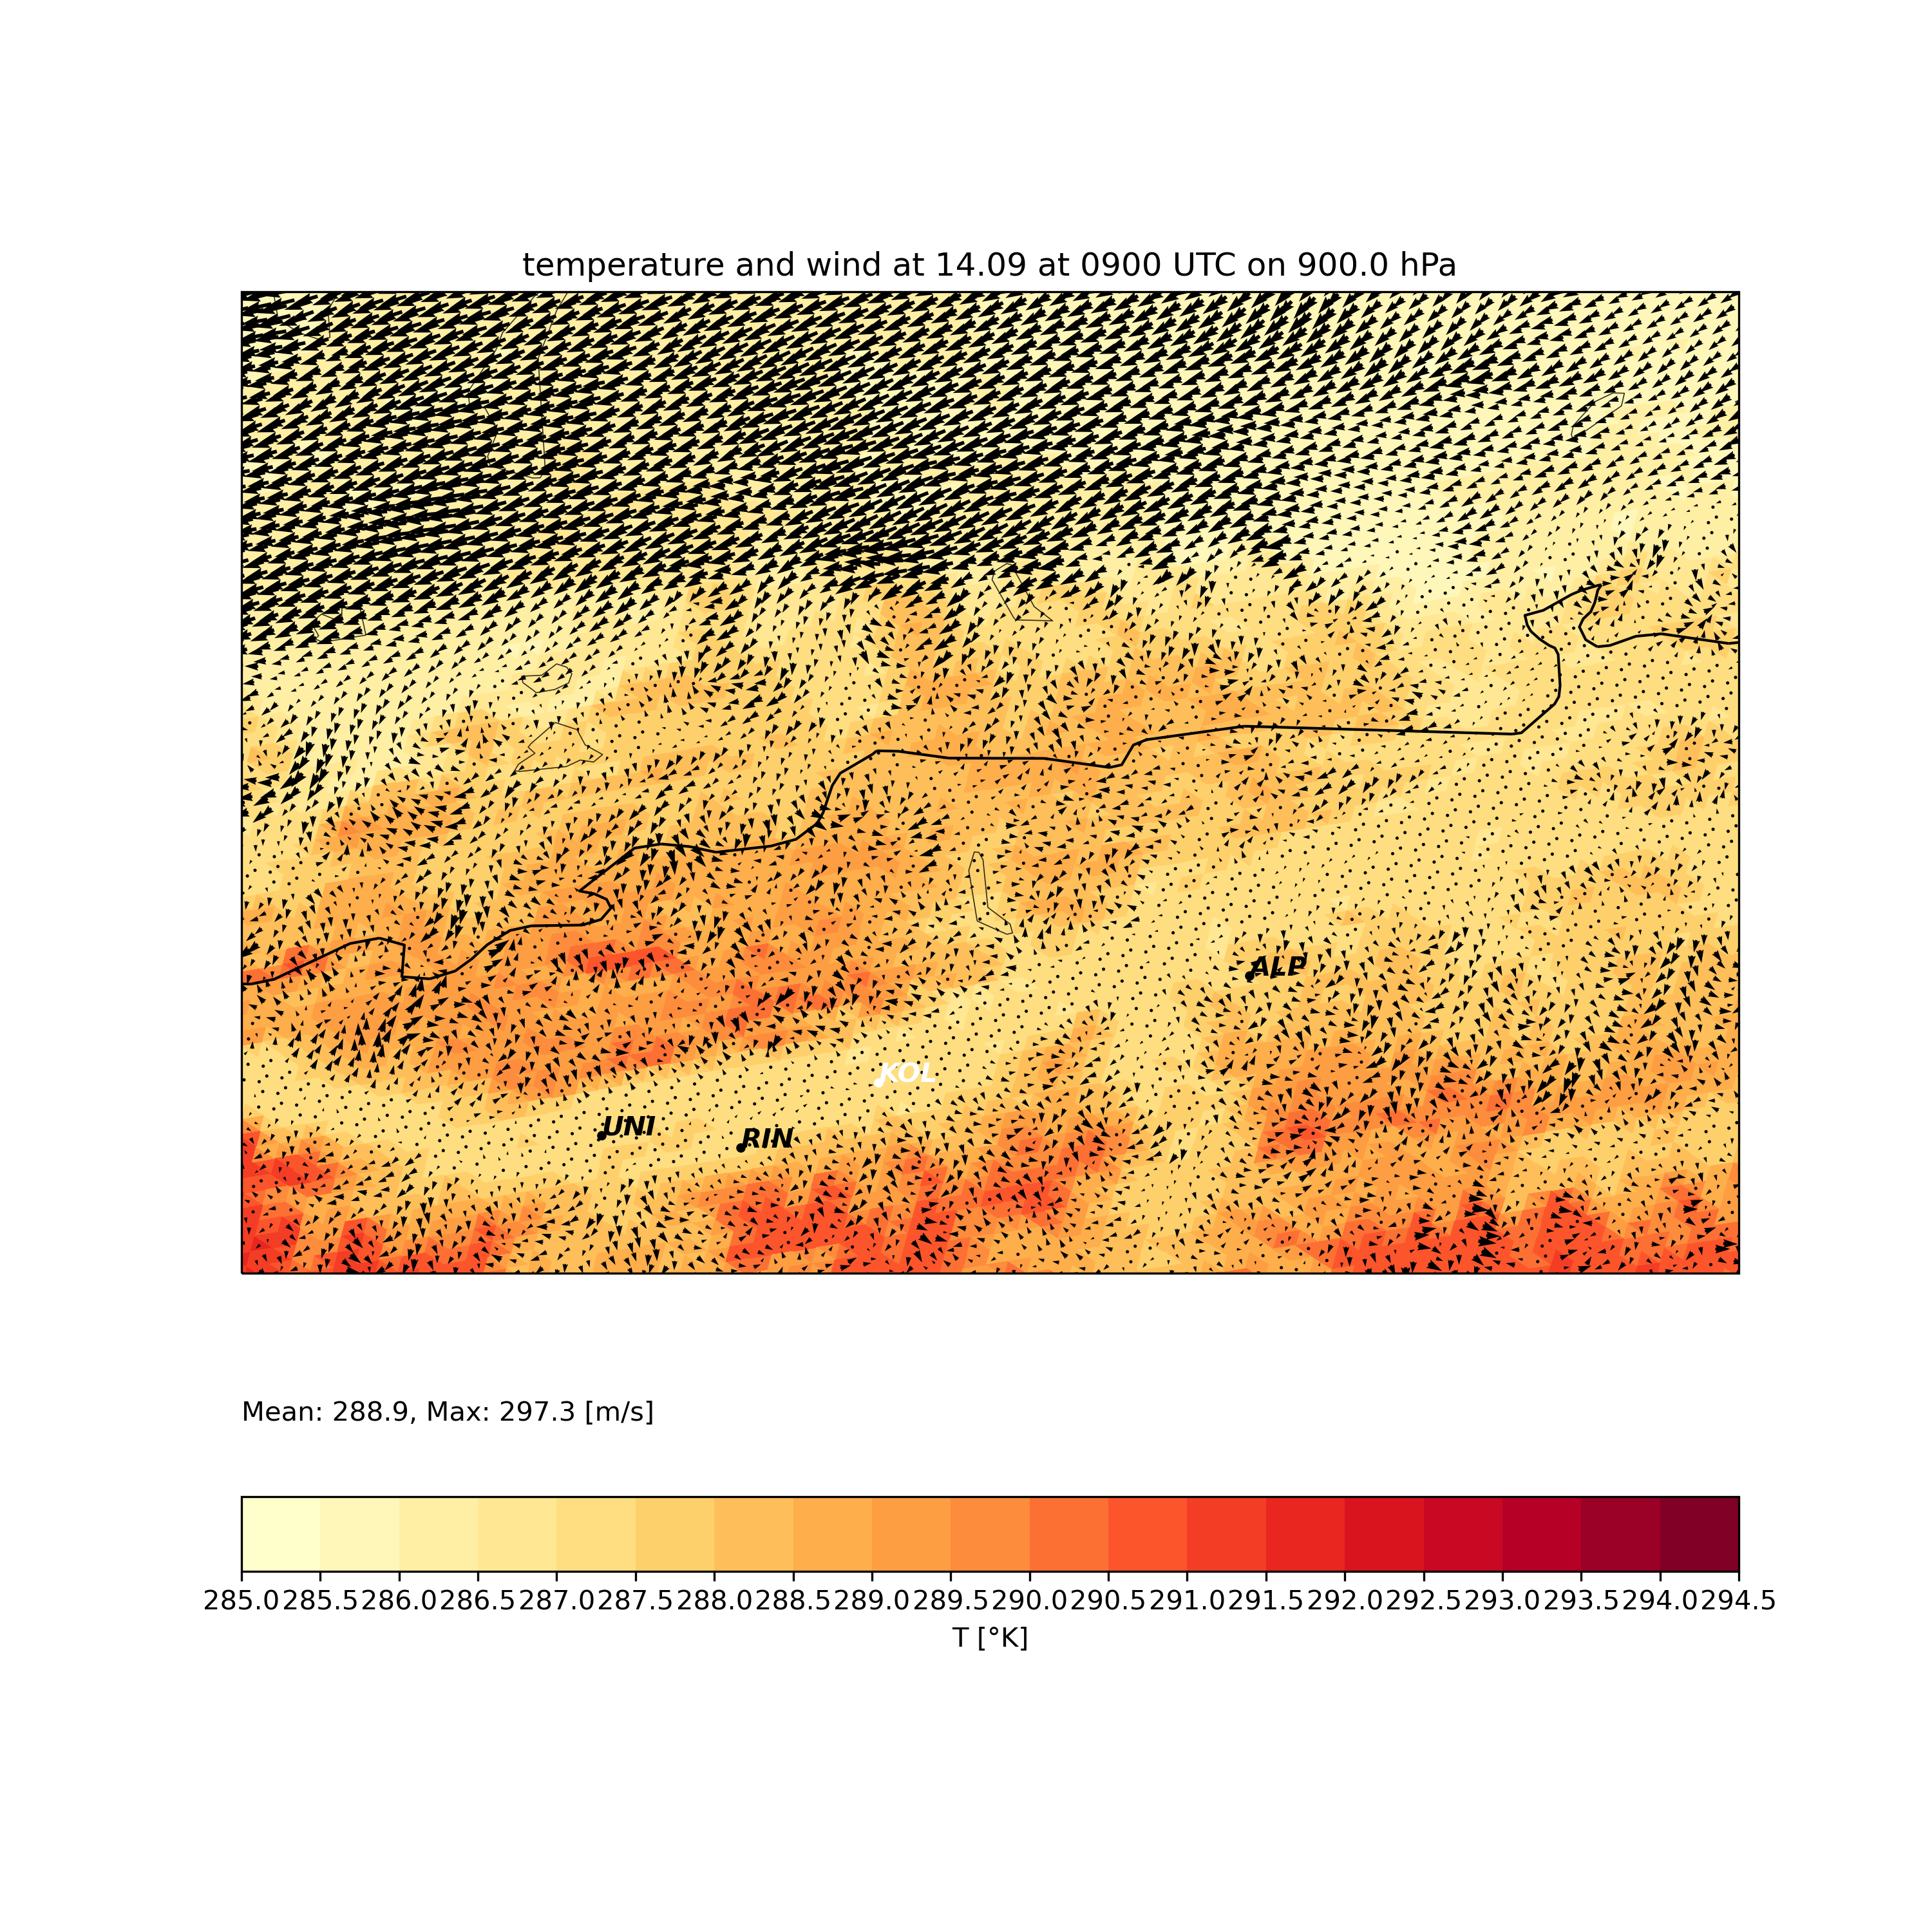 temperature and wind at 14.09 at 0900 UTC on 900.0 hPa
ALP
KOL
UNI
RIN
Mean: 288.9, Max: 297.3 [m/s]
285.0 285.5 286.0 286.5 287.0 287.5 288.0 288.5 289.0 289.5 290.0 290.5 291.0 291.5 292.0 292.5 293.0 293.5 294.0 294.5
T [°K]